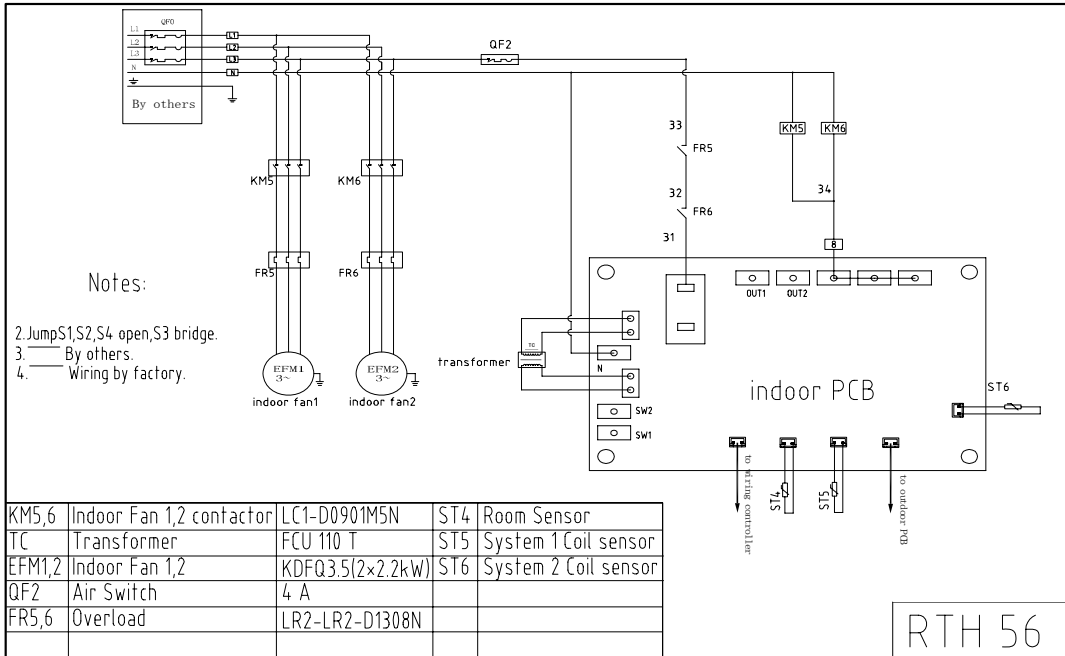 QF0
L1
L2
L3
N
L1
L2
L3
N
By others
QF2
33
FR5
32
FR6
31
KM5
KM6
34
8
KM5
KM6
FR5
FR6
EFM1
3~
indoor fan1
EFM2
3~
indoor fan2
Notes:
2.JumpS1,S2,S4 open,S3 bridge.
3. By others.
4. Wiring by factory.
OUT1
OUT2
TC
transformer
N
SW2
SW1
indoor PCB
ST6
to wiring controller
ST4
ST5
to outdoor PCB
KM5,6 Indoor Fan 1,2 contactor LC1-D0901M5N ST4 Room Sensor
TC Transformer FCU 110 T ST5 System 1 Coil sensor
EFM1,2 Indoor Fan 1,2 KDFQ3.5(2×2.2kW) ST6 System 2 Coil sensor
QF2 Air Switch 4 A
FR5,6 Overload LR2-LR2-D1308N
RTH 56